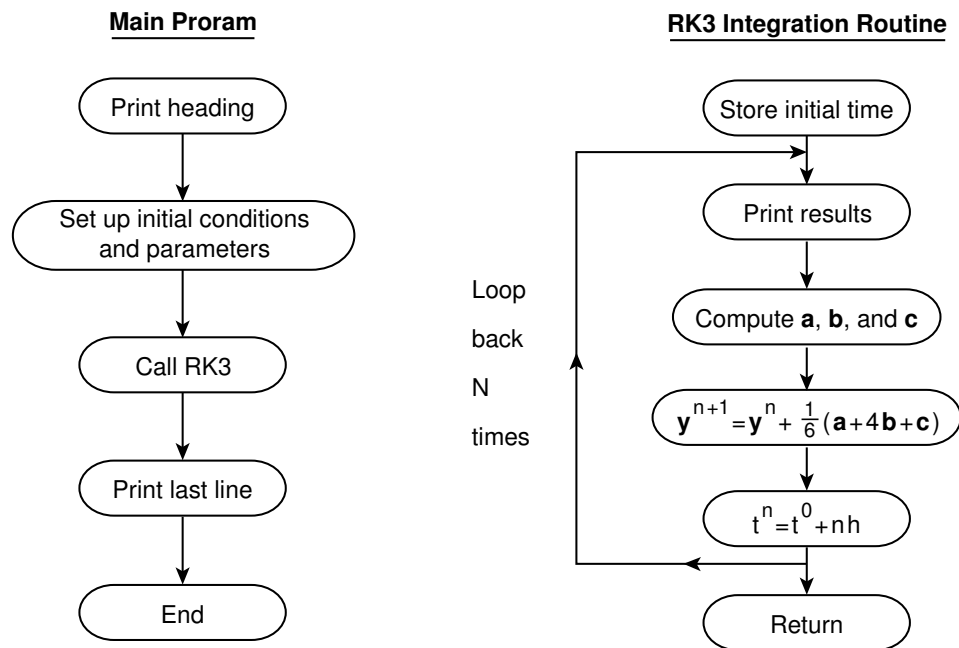 Main Proram
Print heading
Set up initial conditions
and parameters
Call RK3
Print last line
End
RK3 Integration Routine
Store initial time
Print results
Compute a, b, and c
y^{n+1}=y^n+ \frac{1}{6}(a+4b+c)
t^n=t^0+nh
Return
Loop
back
N
times